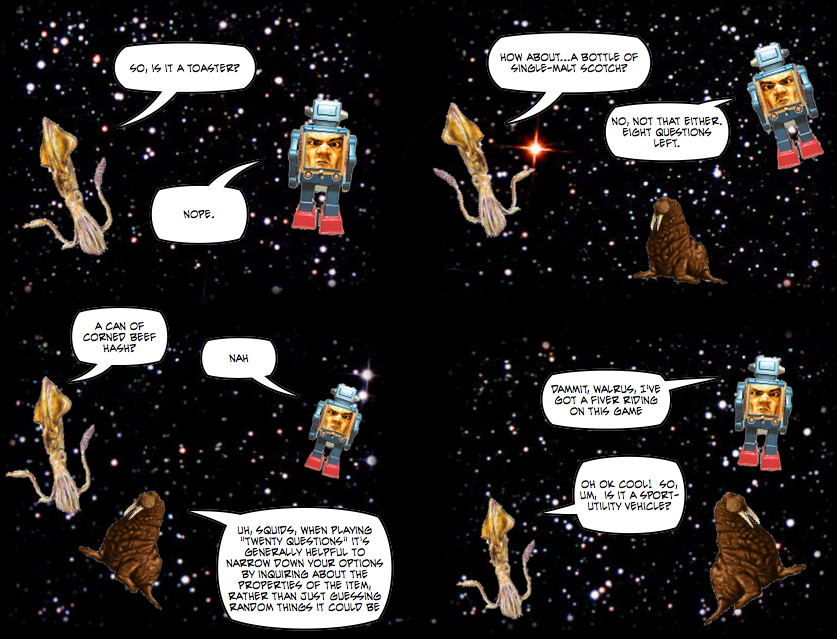 SO, IS IT A TOASTER?
NOPE.
HOW ABOUT...A BOTTLE OF
SINGLE-MALT SCOTCH?
NO, NOT THAT EITHER.
EIGHT QUESTIONS
LEFT.
A CAN OF
CORNED BEEF
HASH?
NAH
UH, SQUIDS, WHEN PLAYING
"TWENTY QUESTIONS" IT'S
GENERALLY HELPFUL TO
NARROW DOWN YOUR OPTIONS
BY INQUIRING ABOUT THE
PROPERTIES OF THE ITEM,
RATHER THAN JUST GUESSING
RANDOM THINGS IT COULD BE
DAMMIT, WALRUS, I'VE
GOT A FIVER RIDING
ON THIS GAME
OH OK COOL! SO,
UM, IS IT A SPORT-
UTILITY VEHICLE?